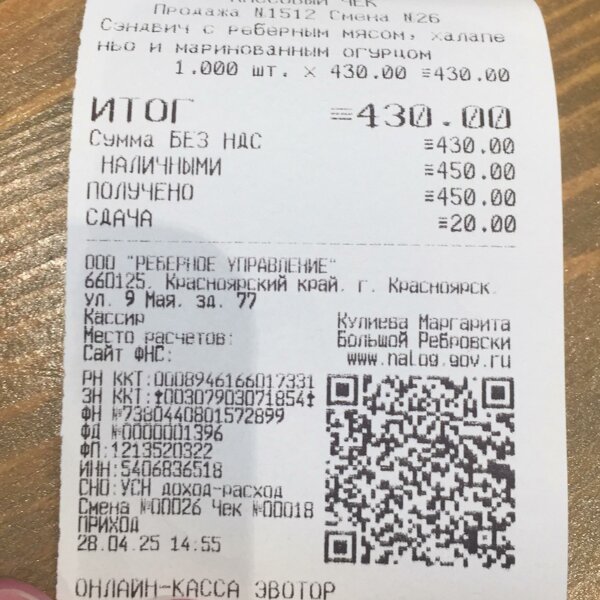 КАССОВЫЙ ЧЕК
Продажа №1512 Смена №26
Сэндвич с реберным мясом, халапе
ньо и маринованным огурцом
1.000 шт. × 430.00 ≡430.00
ИТОГ ≡430.00
Сумма БЕЗ НДС ≡430.00
НАЛИЧНЫМИ ≡450.00
ПОЛУЧЕНО ≡450.00
СДАЧА ≡20.00
ООО "РЕБЕРНОЕ УПРАВЛЕНИЕ"
660125, Красноярский край, г. Красноярск,
ул. 9 Мая, зд. 77
Кассир Кулиева Маргарита
Место расчетов: Большой Ребровски
Сайт ФНС: www.nalog.gov.ru
РН ККТ:0008946166017331
ЗН ККТ:‡00307903071854‡
ФН №7380440801572899
ФД №0000001396
ФП:1213520322
ИНН:5406836518
СНО:УСН доход-расход
Смена №00026 Чек №00018
ПРИХОД
28.04.25 14:55
ОНЛАЙН-КАССА ЭВОТОР